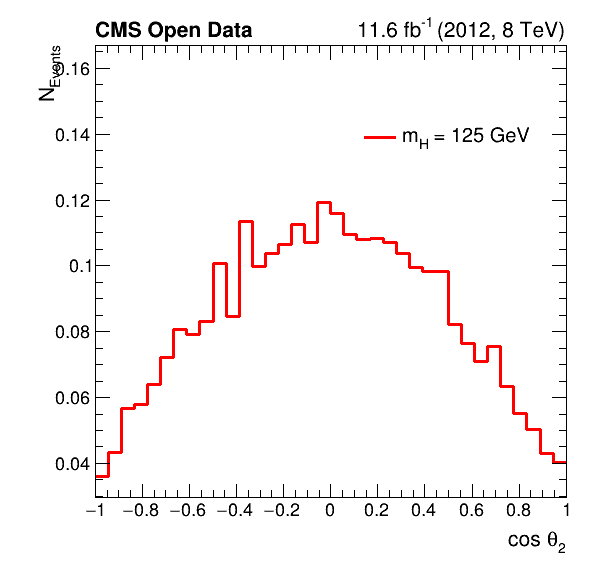 CMS Open Data
11.6 fb⁻¹ (2012, 8 TeV)
N_Events
0.16
0.14
m_H = 125 GeV
0.12
0.1
0.08
0.06
0.04
−1 −0.8 −0.6 −0.4 −0.2 0 0.2 0.4 0.6 0.8 1
cos θ₂